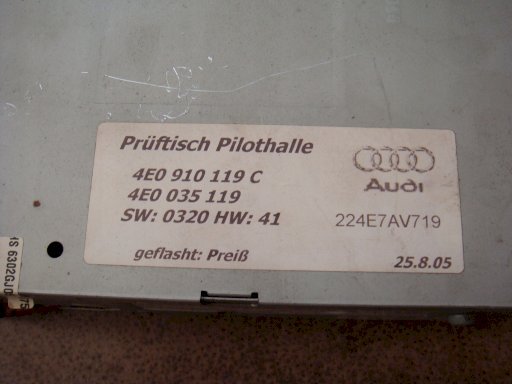 Prüftisch Pilothalle
4E0 910 119 C
4E0 035 119
SW: 0320 HW: 41
geflasht: Preiß
Audi
224E7AV719
25.8.05